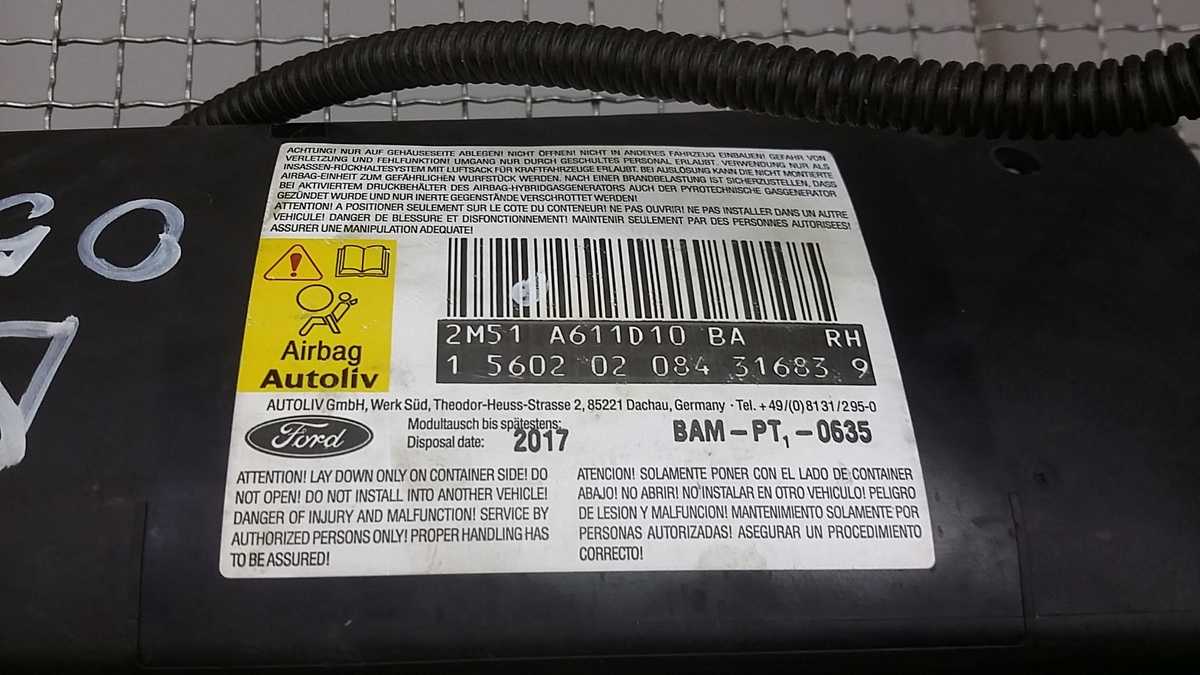 ACHTUNG! NUR AUF GEHÄUSESEITE ABLEGEN! NICHT ÖFFNEN! NICHT IN ANDERES FAHRZEUG EINBAUEN! GEFAHR VON
VERLETZUNG UND FEHLFUNKTION! UMGANG NUR DURCH GESCHULTES PERSONAL ERLAUBT. VERWENDUNG NUR ALS
INSASSEN-RÜCKHALTESYSTEM MIT LUFTSACK FÜR KRAFTFAHRZEUGE ERLAUBT. BEI AUSLÖSUNG KANN DIE NICHT MONTIERTE
AIRBAG-EINHEIT ZUM GEFÄHRLICHEN WURFSTÜCK WERDEN. NACH EINER BRANDBELASTUNG IST SICHERZUSTELLEN, DASS
BEI AKTIVIERTEM DRUCKBEHÄLTER DES AIRBAG-HYBRIDGASGENERATORS AUCH DER PYROTECHNISCHE GASGENERATOR
GEZÜNDET WURDE UND NUR INERTE GEGENSTÄNDE VERSCHROTTET WERDEN!
ATTENTION! A POSITIONER SEULEMENT SUR LE COTE DU CONTENEUR! NE PAS OUVRIR! NE PAS INSTALLER DANS UN AUTRE
VEHICULE! DANGER DE BLESSURE ET DISFONCTIONNEMENT! MAINTENIR SEULEMENT PAR DES PERSONNES AUTORISEES!
ASSURER UNE MANIPULATION ADEQUATE!
GO
Airbag
Autoliv
2M51 A611D10 BA RH
1 5602 02 084 31683 9
AUTOLIV GmbH, Werk Süd, Theodor-Heuss-Strasse 2, 85221 Dachau, Germany · Tel. +49/(0)8131/295-0
Ford
Modultausch bis spätestens:
Disposal date: 2017
BAM-PT1-0635
ATTENTION! LAY DOWN ONLY ON CONTAINER SIDE! DO
NOT OPEN! DO NOT INSTALL INTO ANOTHER VEHICLE!
DANGER OF INJURY AND MALFUNCTION! SERVICE BY
AUTHORIZED PERSONS ONLY! PROPER HANDLING HAS
TO BE ASSURED!
ATENCION! SOLAMENTE PONER CON EL LADO DE CONTAINER
ABAJO! NO ABRIR! NO INSTALAR EN OTRO VEHICULO! PELIGRO
DE LESION Y MALFUNCION! MANTENIMIENTO SOLAMENTE POR
PERSONAS AUTORIZADAS! ASEGURAR UN PROCEDIMIENTO
CORRECTO!